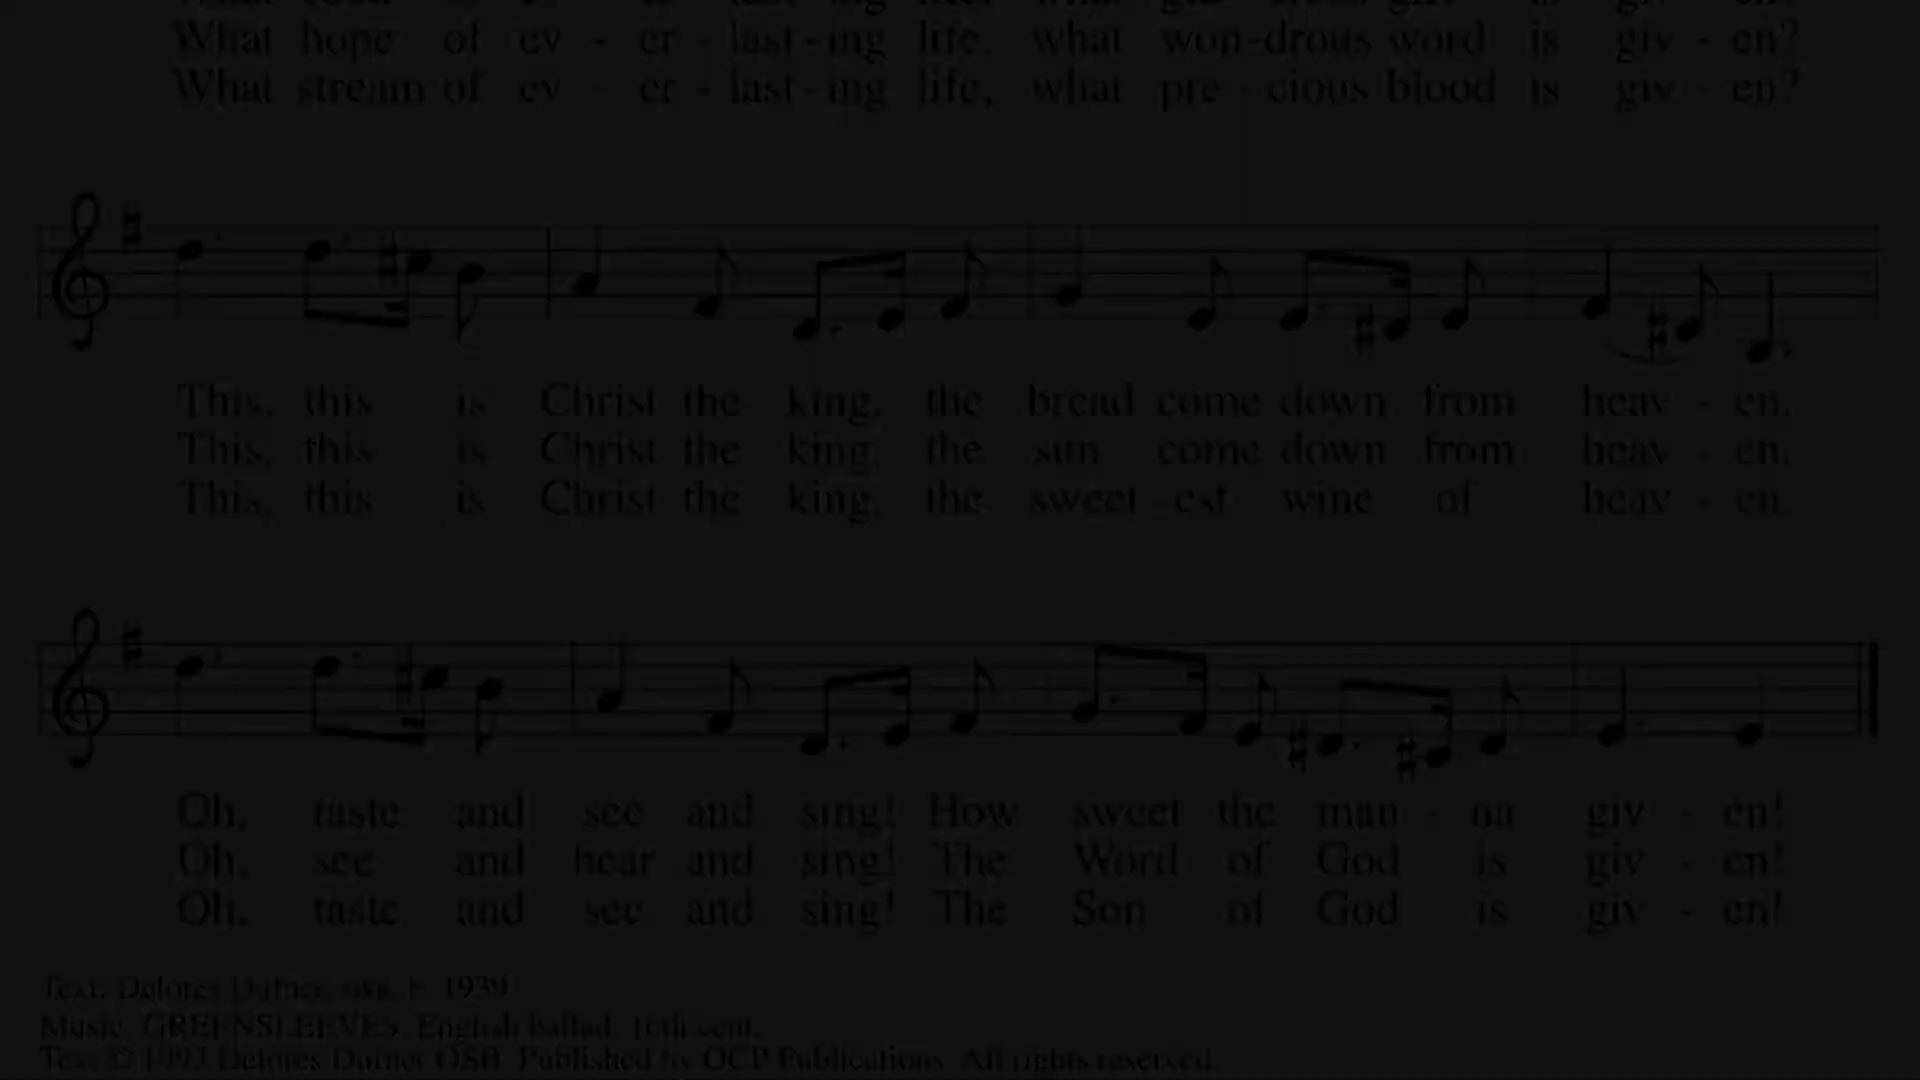 What hope of ev - er - last - ing life, what won - drous word is giv - en?
What stream of ev - er - last - ing life, what pre - cious blood is giv - en?
This, this is Christ the king, the bread come down from heav - en.
This, this is Christ the king, the sun come down from heav - en.
This, this is Christ the king, the sweet - est wine of heav - en.
Oh, taste and see and sing! How sweet the man - na giv - en!
Oh, see and hear and sing! The Word of God is giv - en!
Oh, taste and see and sing! The Son of God is giv - en!
Text: Delores Dufner, OSB, b. 1939
Music: GREENSLEEVES, English ballad, 16th cent.
Text © 1993 Delores Dufner OSB. Published by OCP Publications. All rights reserved.